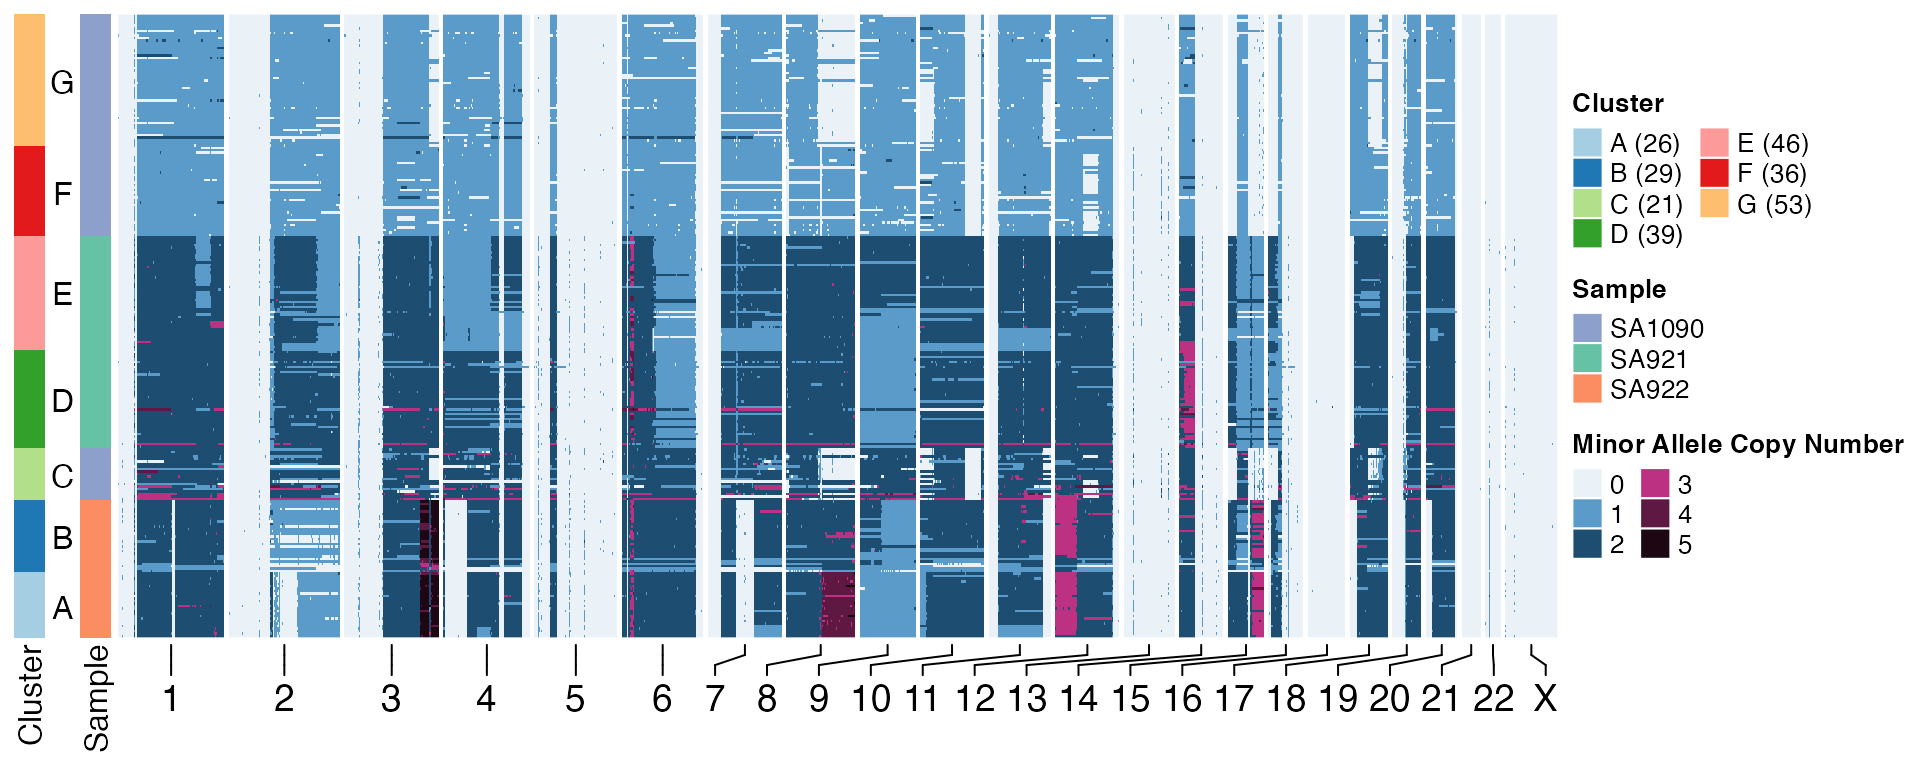 G
F
E
D
C
B
A
Cluster
Sample
1 2 3 4 5 6 7 8 9 10 11 12 13 14 15 16 17 18 19 20 21 22 X
Cluster
A (26) E (46)
B (29) F (36)
C (21) G (53)
D (39)
Sample
SA1090
SA921
SA922
Minor Allele Copy Number
0 3
1 4
2 5